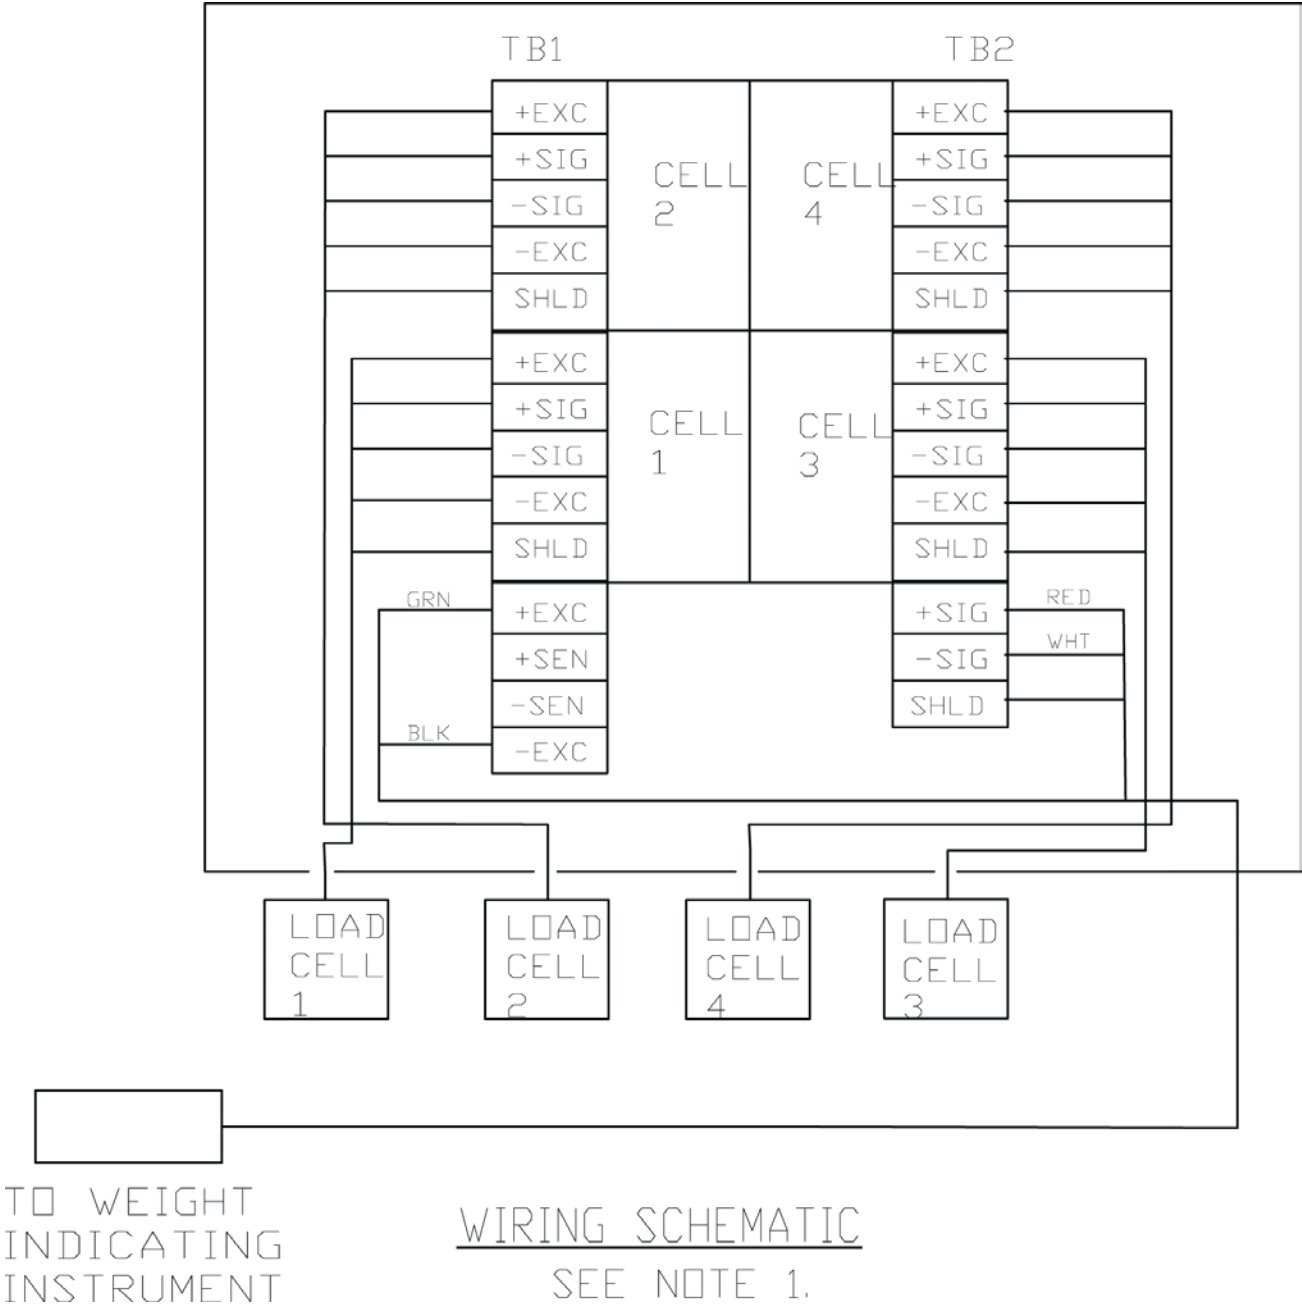 TB1
TB2
+EXC
+SIG
-SIG
-EXC
SHLD
CELL
2
CELL
4
+EXC
+SIG
-SIG
-EXC
SHLD
+EXC
+SIG
-SIG
-EXC
SHLD
CELL
1
CELL
3
+EXC
+SIG
-SIG
-EXC
SHLD
GRN
+EXC
+SEN
-SEN
BLK
-EXC
+SIG
RED
-SIG
WHT
SHLD
LOAD
CELL
1
LOAD
CELL
2
LOAD
CELL
4
LOAD
CELL
3
TO WEIGHT
INDICATING
INSTRUMENT
WIRING SCHEMATIC
SEE NOTE 1.